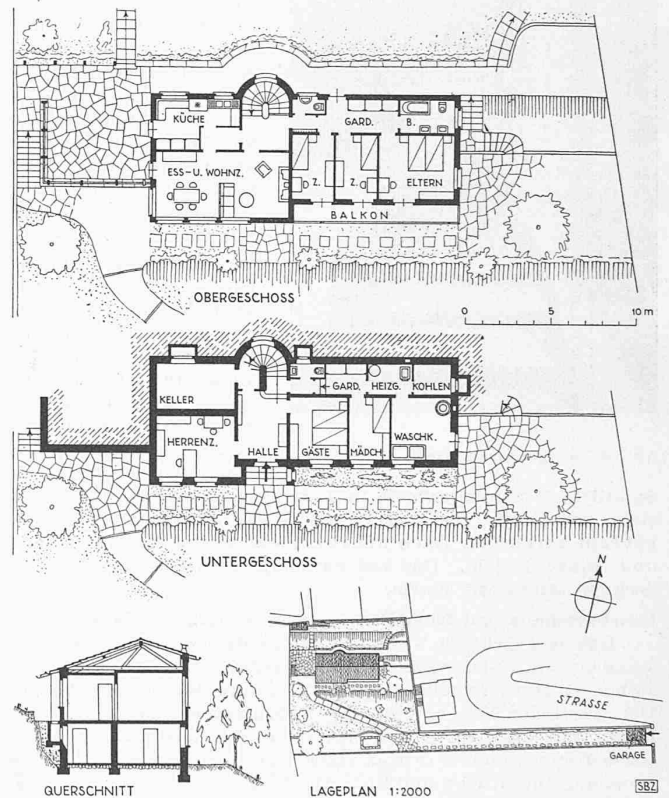 KÜCHE
GARD.
B.
ESS- U. WOHNZ.
Z.
Z.
ELTERN
BALKON
OBERGESCHOSS
0 5 10 m
KELLER
GARD.
HEIZG.
KOHLEN
HERRENZ.
HALLE
GÄSTE
MÄDCH.
WASCHK.
UNTERGESCHOSS
N
STRASSE
GARAGE
QUERSCHNITT
LAGEPLAN 1:2000
SBZ